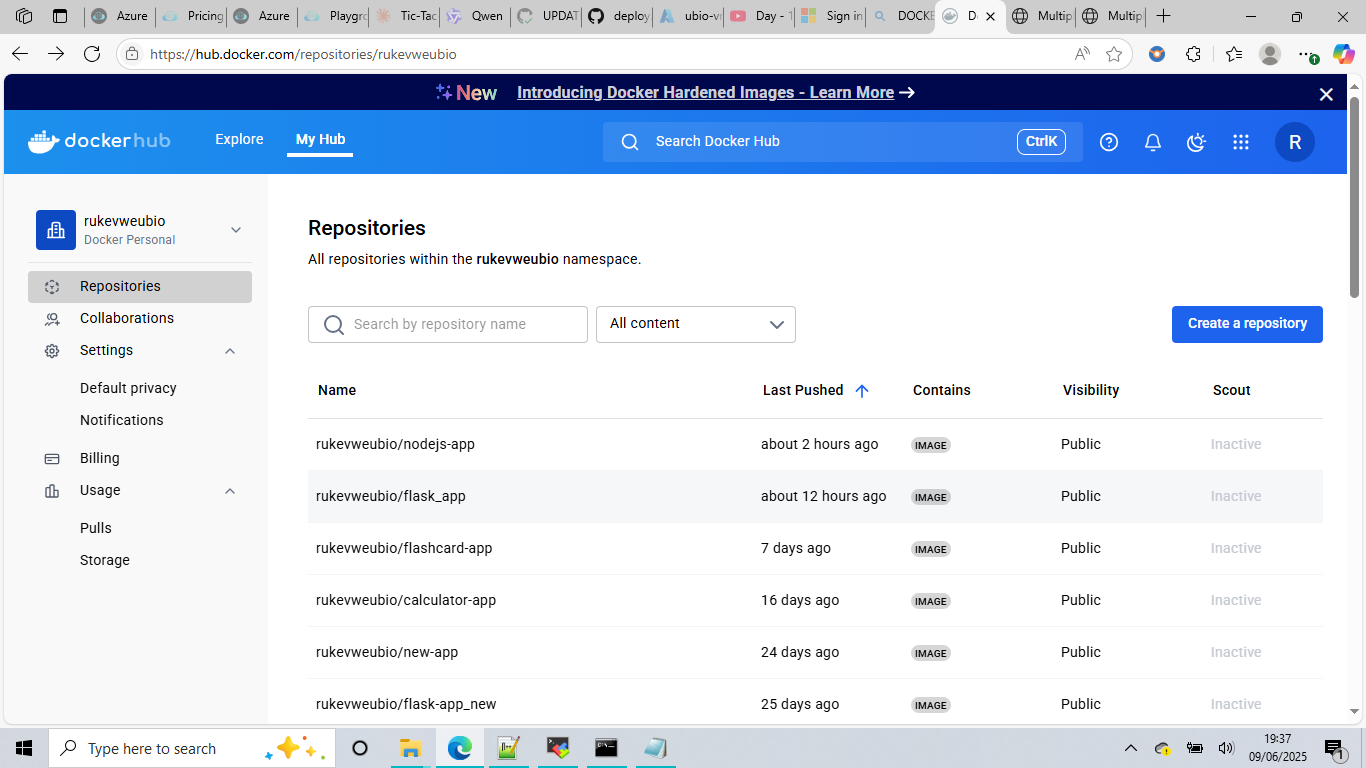 Azure
Pricing
Azure
Playgro
Tic-Tac
Qwen
UPDAT
deploy
ubio-vr
Day - 1
Sign in
DOCKE
Multip
Multip
https://hub.docker.com/repositories/rukevweubio
New Introducing Docker Hardened Images - Learn More →
dockerhub Explore My Hub Search Docker Hub CtrlK R
rukevweubio
Docker Personal
Repositories
Collaborations
Settings
Default privacy
Notifications
Billing
Usage
Pulls
Storage
Repositories
All repositories within the rukevweubio namespace.
Search by repository name All content Create a repository
Name Last Pushed Contains Visibility Scout
rukevweubio/nodejs-app about 2 hours ago IMAGE Public Inactive
rukevweubio/flask_app about 12 hours ago IMAGE Public Inactive
rukevweubio/flashcard-app 7 days ago IMAGE Public Inactive
rukevweubio/calculator-app 16 days ago IMAGE Public Inactive
rukevweubio/new-app 24 days ago IMAGE Public Inactive
rukevweubio/flask-app_new 25 days ago IMAGE Public Inactive
Type here to search
19:37
09/06/2025
1